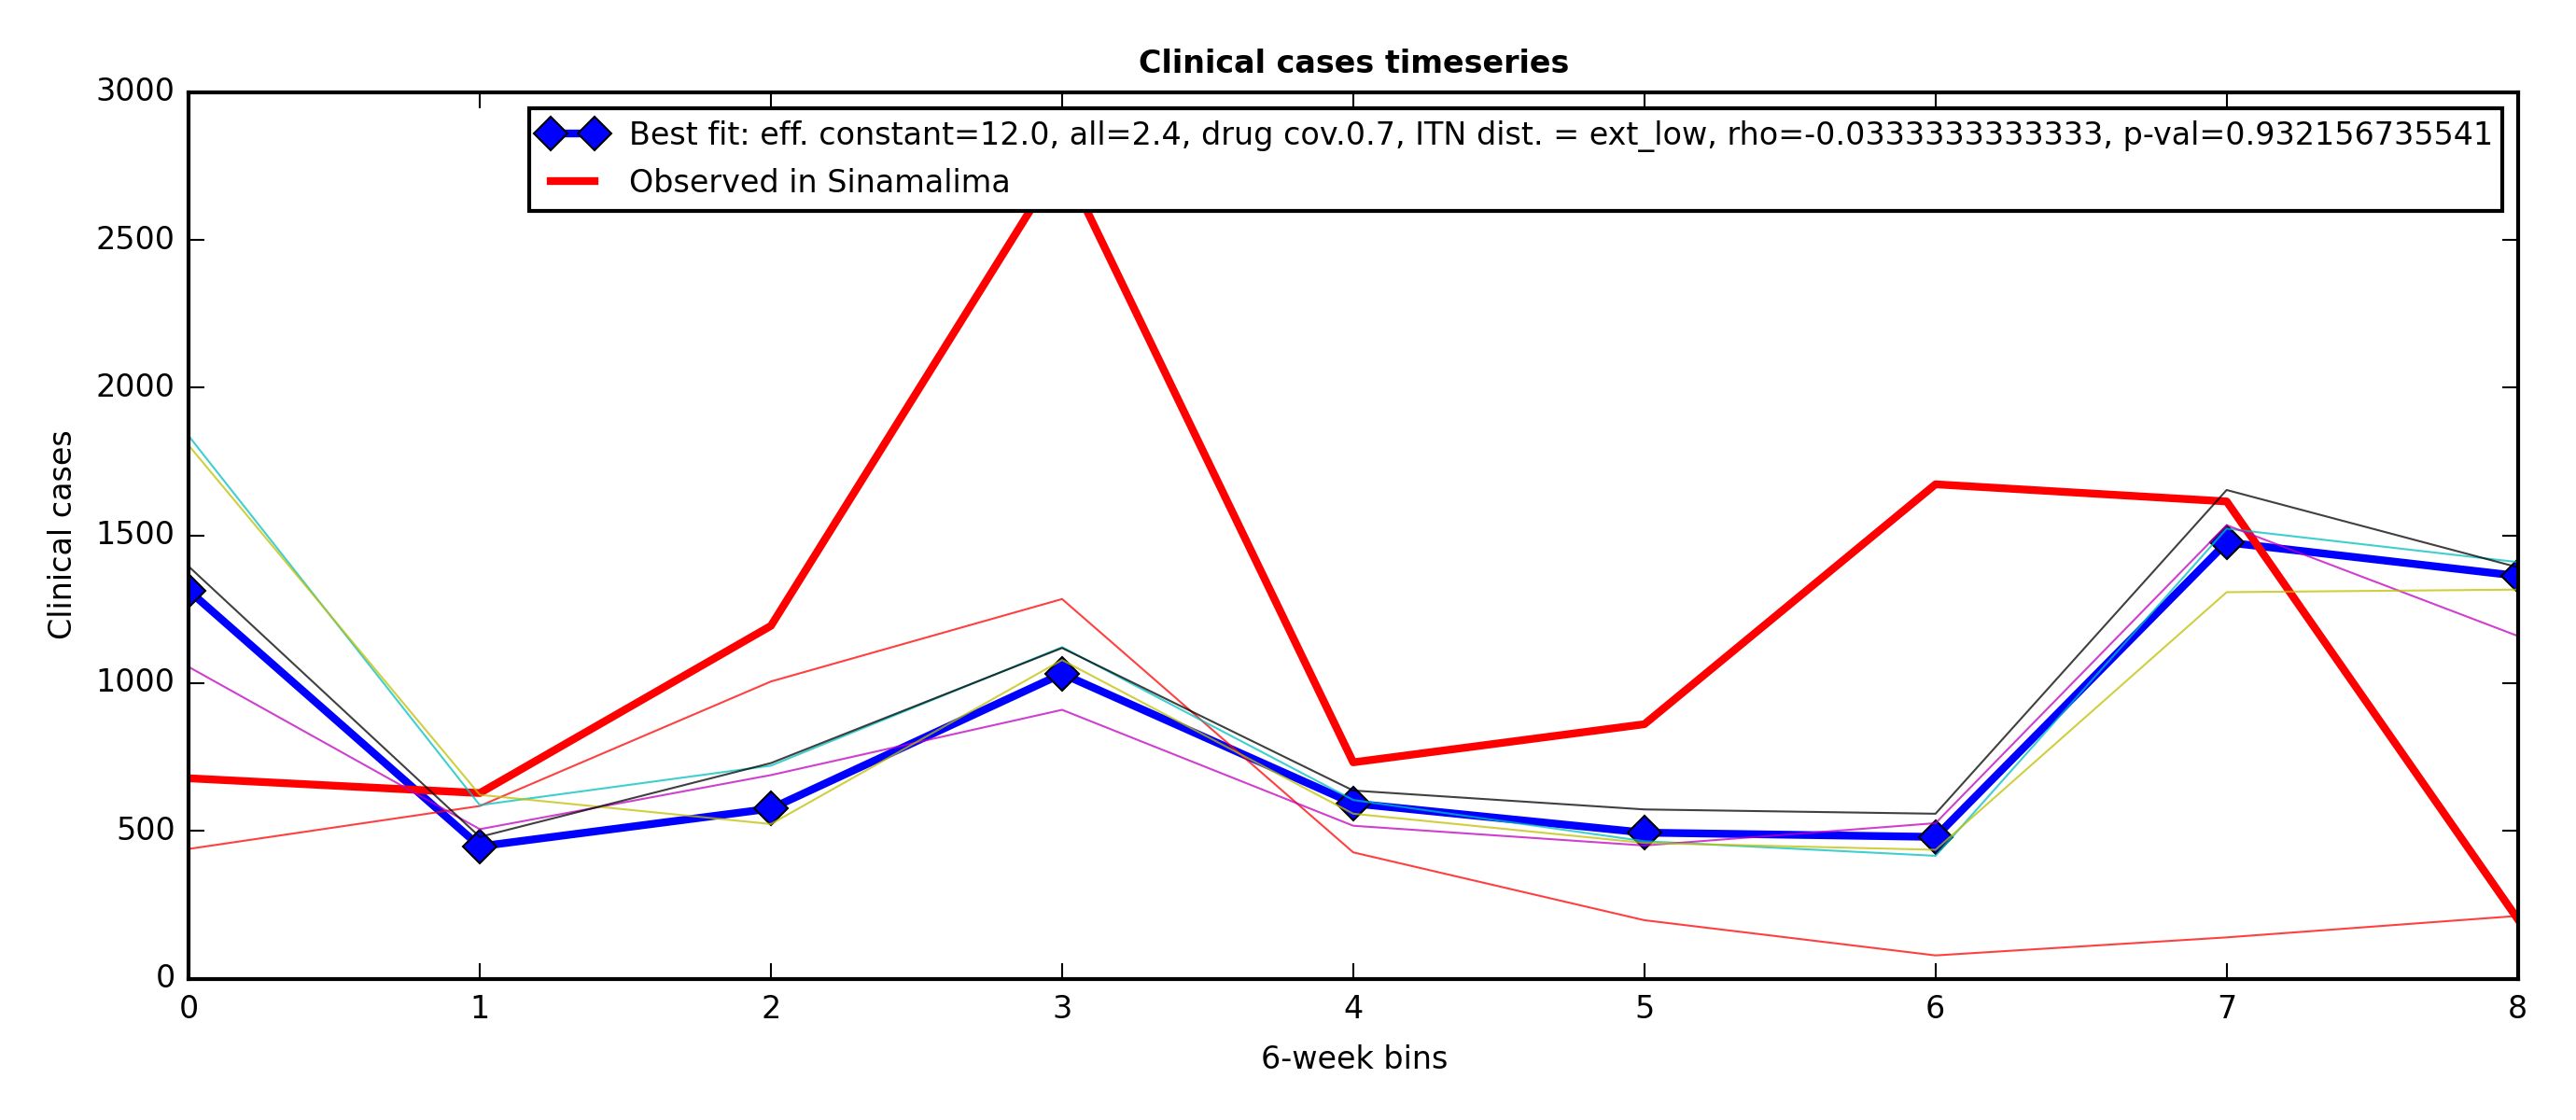 Clinical cases timeseries
3000
2500
2000
1500
1000
500
0
Clinical cases
Best fit: eff. constant=12.0, all=2.4, drug cov.0.7, ITN dist. = ext_low, rho=-0.0333333333333, p-val=0.932156735541
Observed in Sinamalima
0 1 2 3 4 5 6 7 8
6-week bins